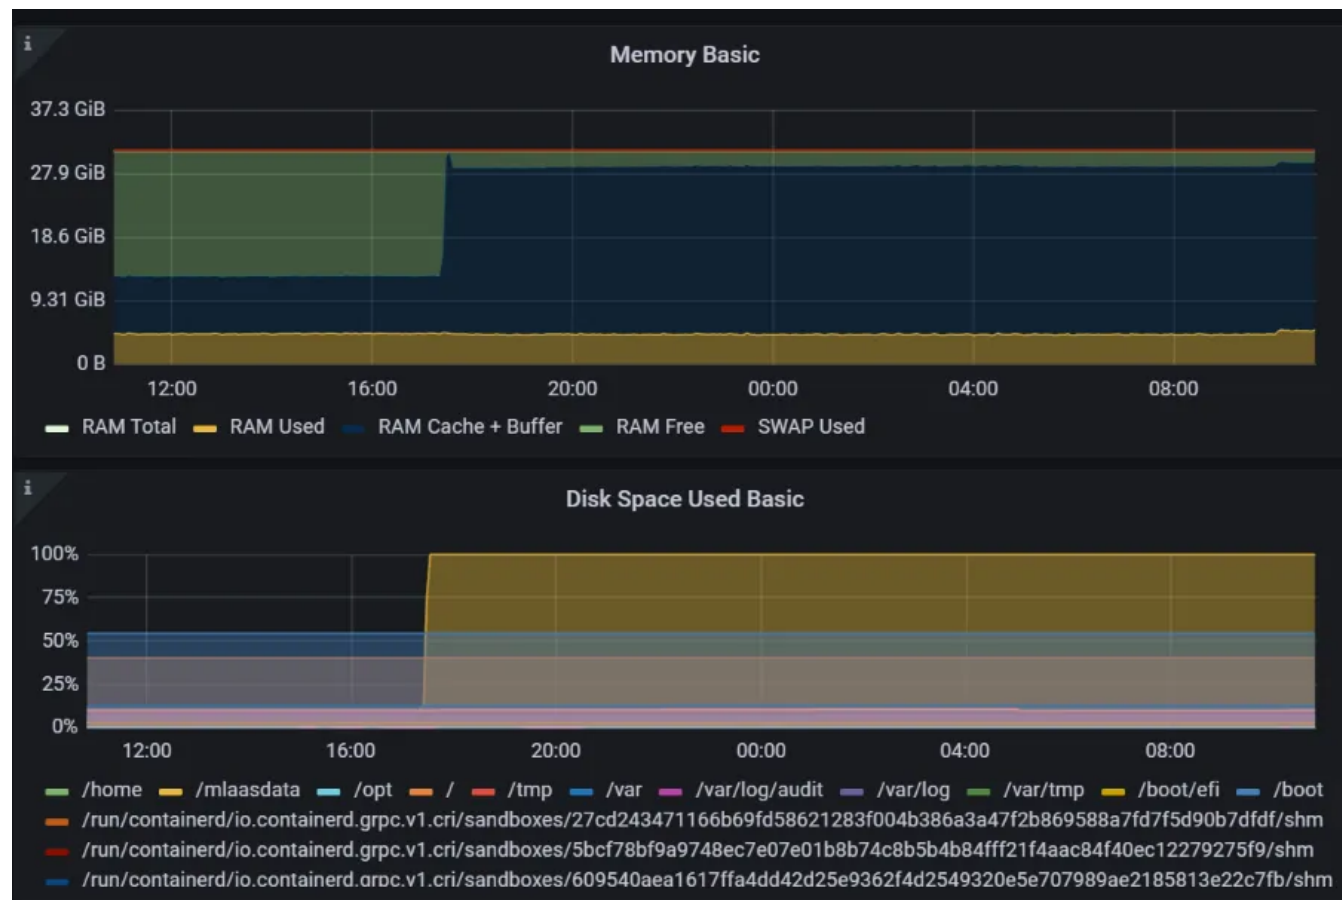 i
Memory Basic
37.3 GiB
27.9 GiB
18.6 GiB
9.31 GiB
0 B
12:00 16:00 20:00 00:00 04:00 08:00
RAM Total RAM Used RAM Cache + Buffer RAM Free SWAP Used
i
Disk Space Used Basic
100%
75%
50%
25%
0%
12:00 16:00 20:00 00:00 04:00 08:00
/home /mlaasdata /opt / /tmp /var /var/log/audit /var/log /var/tmp /boot/efi /boot
/run/containerd/io.containerd.grpc.v1.cri/sandboxes/27cd243471166b69fd58621283f004b386a3a47f2b869588a7fd7f5d90b7dfdf/shm
/run/containerd/io.containerd.grpc.v1.cri/sandboxes/5bcf78bf9a9748ec7e07e01b8b74c8b5b4b84fff21f4aac84f40ec12279275f9/shm
/run/containerd/io.containerd.grpc.v1.cri/sandboxes/609540aea1617ffa4dd42d25e9362f4d2549320e5e707989ae2185813e22c7fb/shm